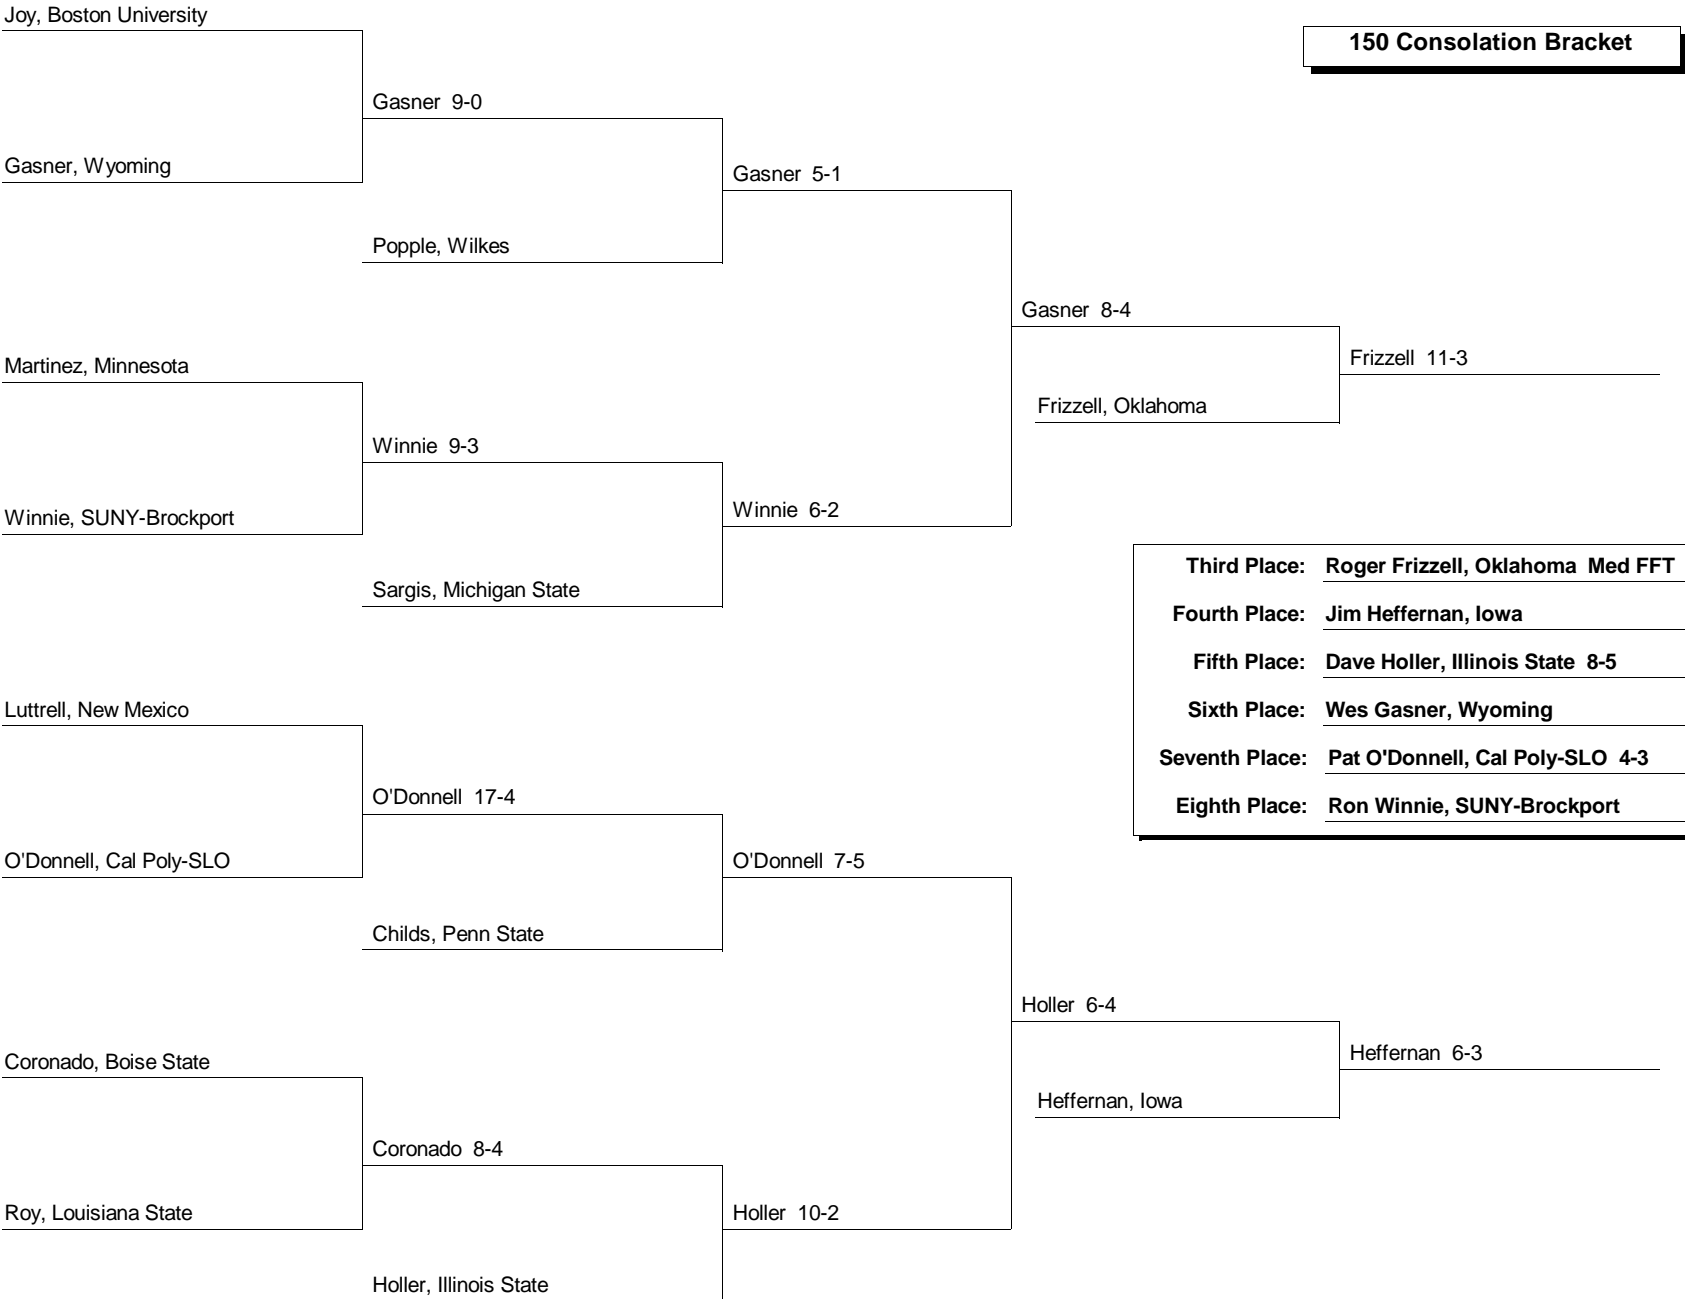 Joy, Boston University
150 Consolation Bracket
Gasner 9-0
Gasner, Wyoming
Gasner 5-1
Popple, Wilkes
Gasner 8-4
Martinez, Minnesota
Frizzell 11-3
Frizzell, Oklahoma
Winnie 9-3
Winnie, SUNY-Brockport
Winnie 6-2
Sargis, Michigan State
Third Place: Roger Frizzell, Oklahoma Med FFT
Fourth Place: Jim Heffernan, Iowa
Fifth Place: Dave Holler, Illinois State 8-5
Sixth Place: Wes Gasner, Wyoming
Seventh Place: Pat O'Donnell, Cal Poly-SLO 4-3
Eighth Place: Ron Winnie, SUNY-Brockport
Luttrell, New Mexico
O'Donnell 17-4
O'Donnell, Cal Poly-SLO
O'Donnell 7-5
Childs, Penn State
Holler 6-4
Coronado, Boise State
Heffernan 6-3
Heffernan, Iowa
Coronado 8-4
Roy, Louisiana State
Holler 10-2
Holler, Illinois State